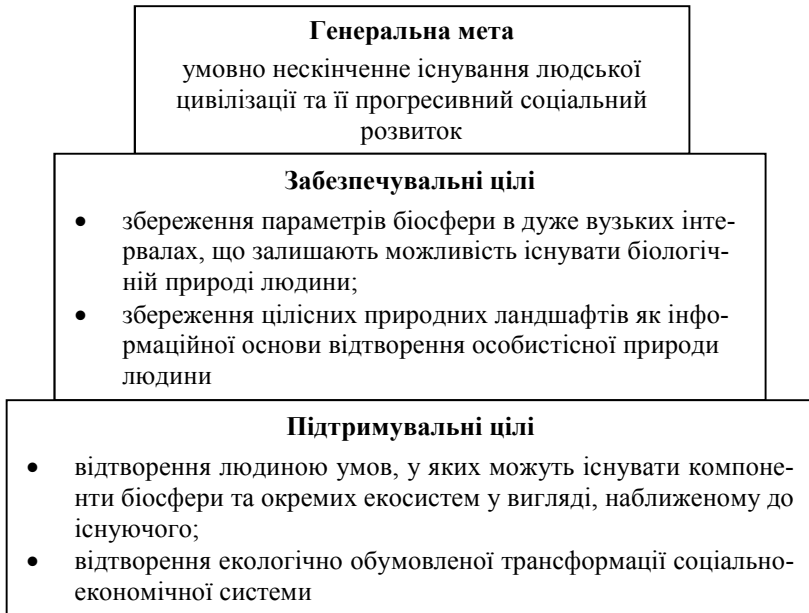 Генеральна мета
умовно нескінченне існування людської
цивілізації та її прогресивний соціальний
розвиток
Забезпечувальні цілі
• збереження параметрів біосфери в дуже вузьких інте-
рвалах, що залишають можливість існувати біологіч-
ній природі людини;
• збереження цілісних природних ландшафтів як інфо-
рмаційної основи відтворення особистісної природи
людини
Підтримувальні цілі
• відтворення людиною умов, у яких можуть існувати компоне-
нти біосфери та окремих екосистем у вигляді, наближеному до
існуючого;
• відтворення екологічно обумовленої трансформації соціально-
економічної системи